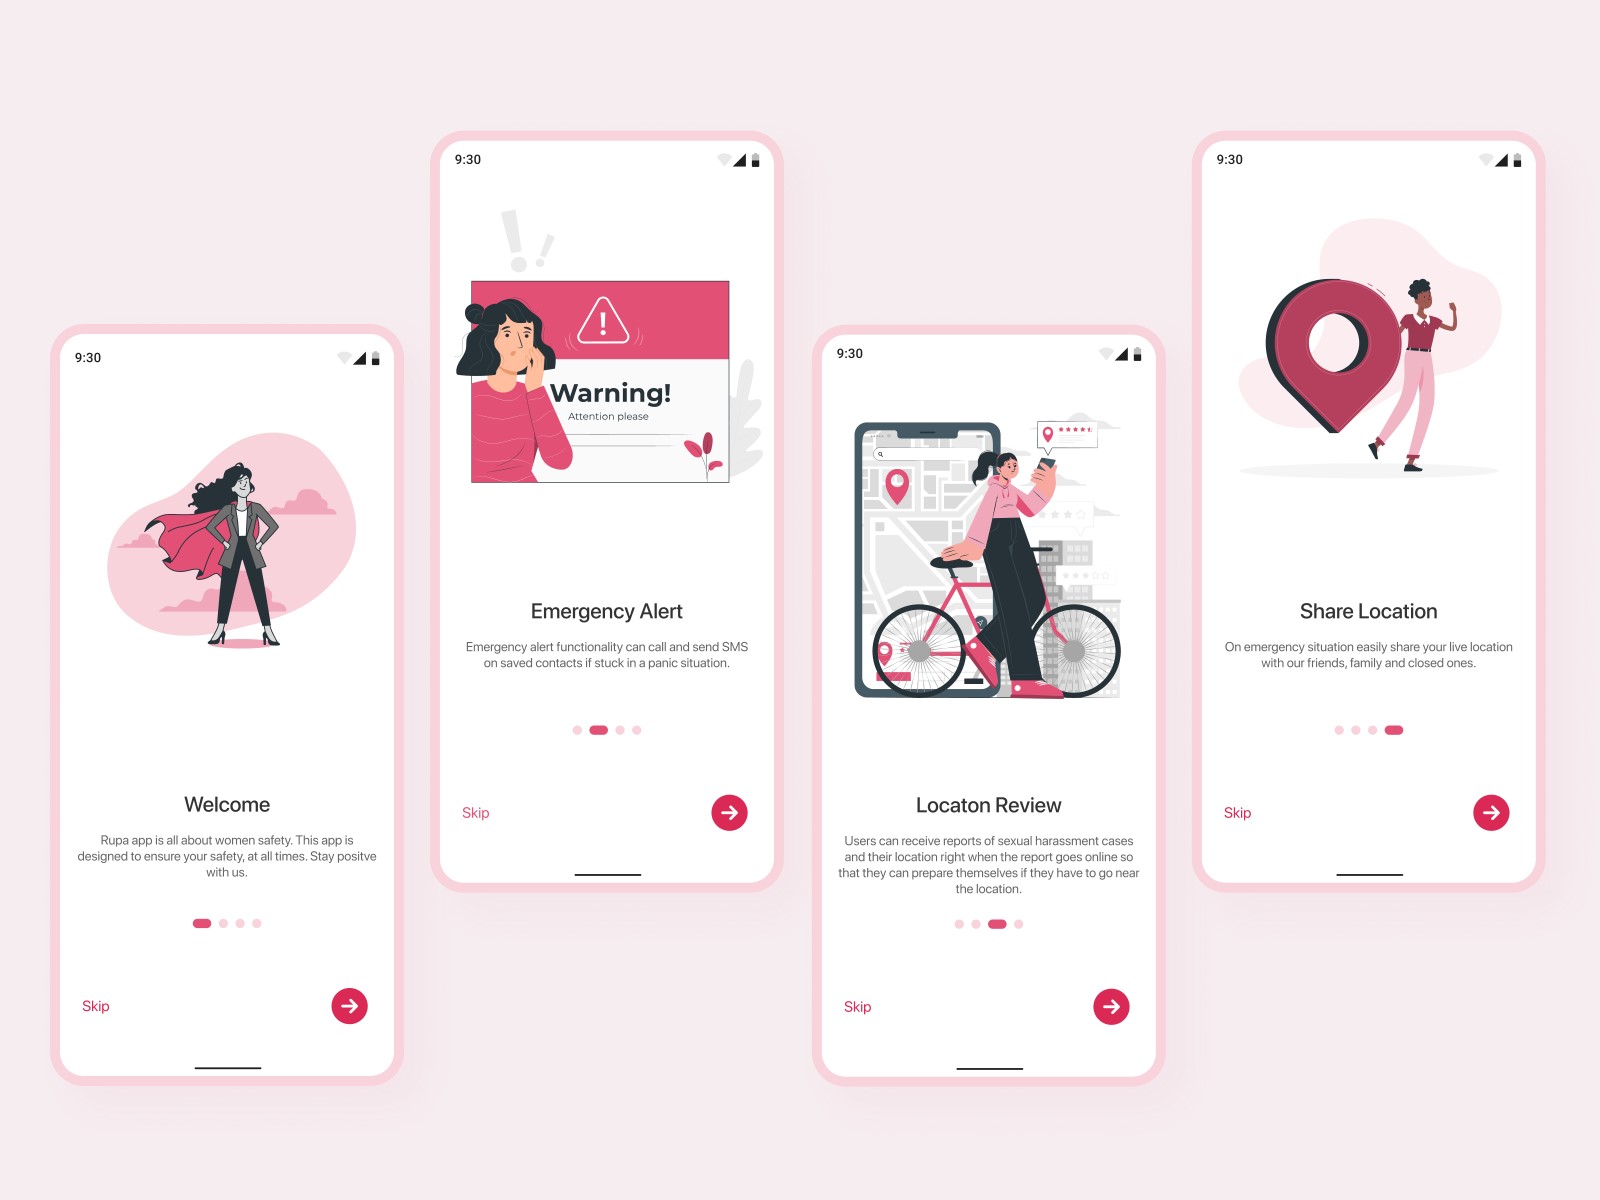 9:30
Welcome
Rupa app is all about women safety. This app is
designed to ensure your safety, at all times. Stay positve
with us.
Skip
9:30
!
Warning!
Attention please
Emergency Alert
Emergency alert functionality can call and send SMS
on saved contacts if stuck in a panic situation.
Skip
9:30
Locaton Review
Users can receive reports of sexual harassment cases
and their location right when the report goes online so
that they can prepare themselves if they have to go near
the location.
Skip
9:30
Share Location
On emergency situation easily share your live location
with our friends, family and closed ones.
Skip